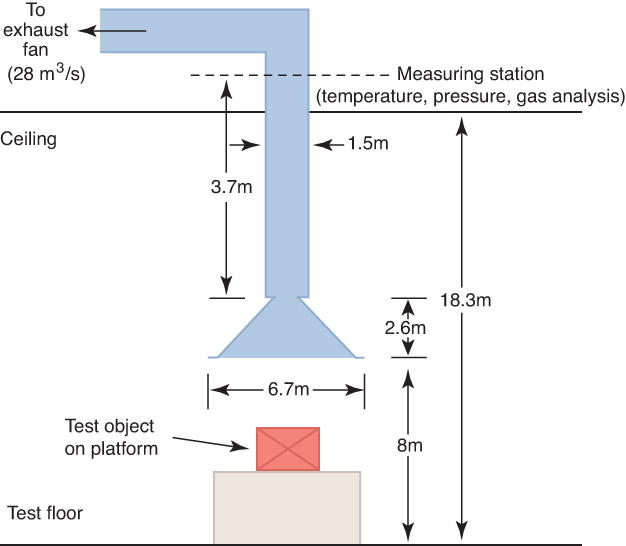 To
exhaust
fan
(28 m³/s)
Measuring station
(temperature, pressure, gas analysis)
Ceiling
1.5m
3.7m
18.3m
2.6m
6.7m
Test object
on platform
8m
Test floor